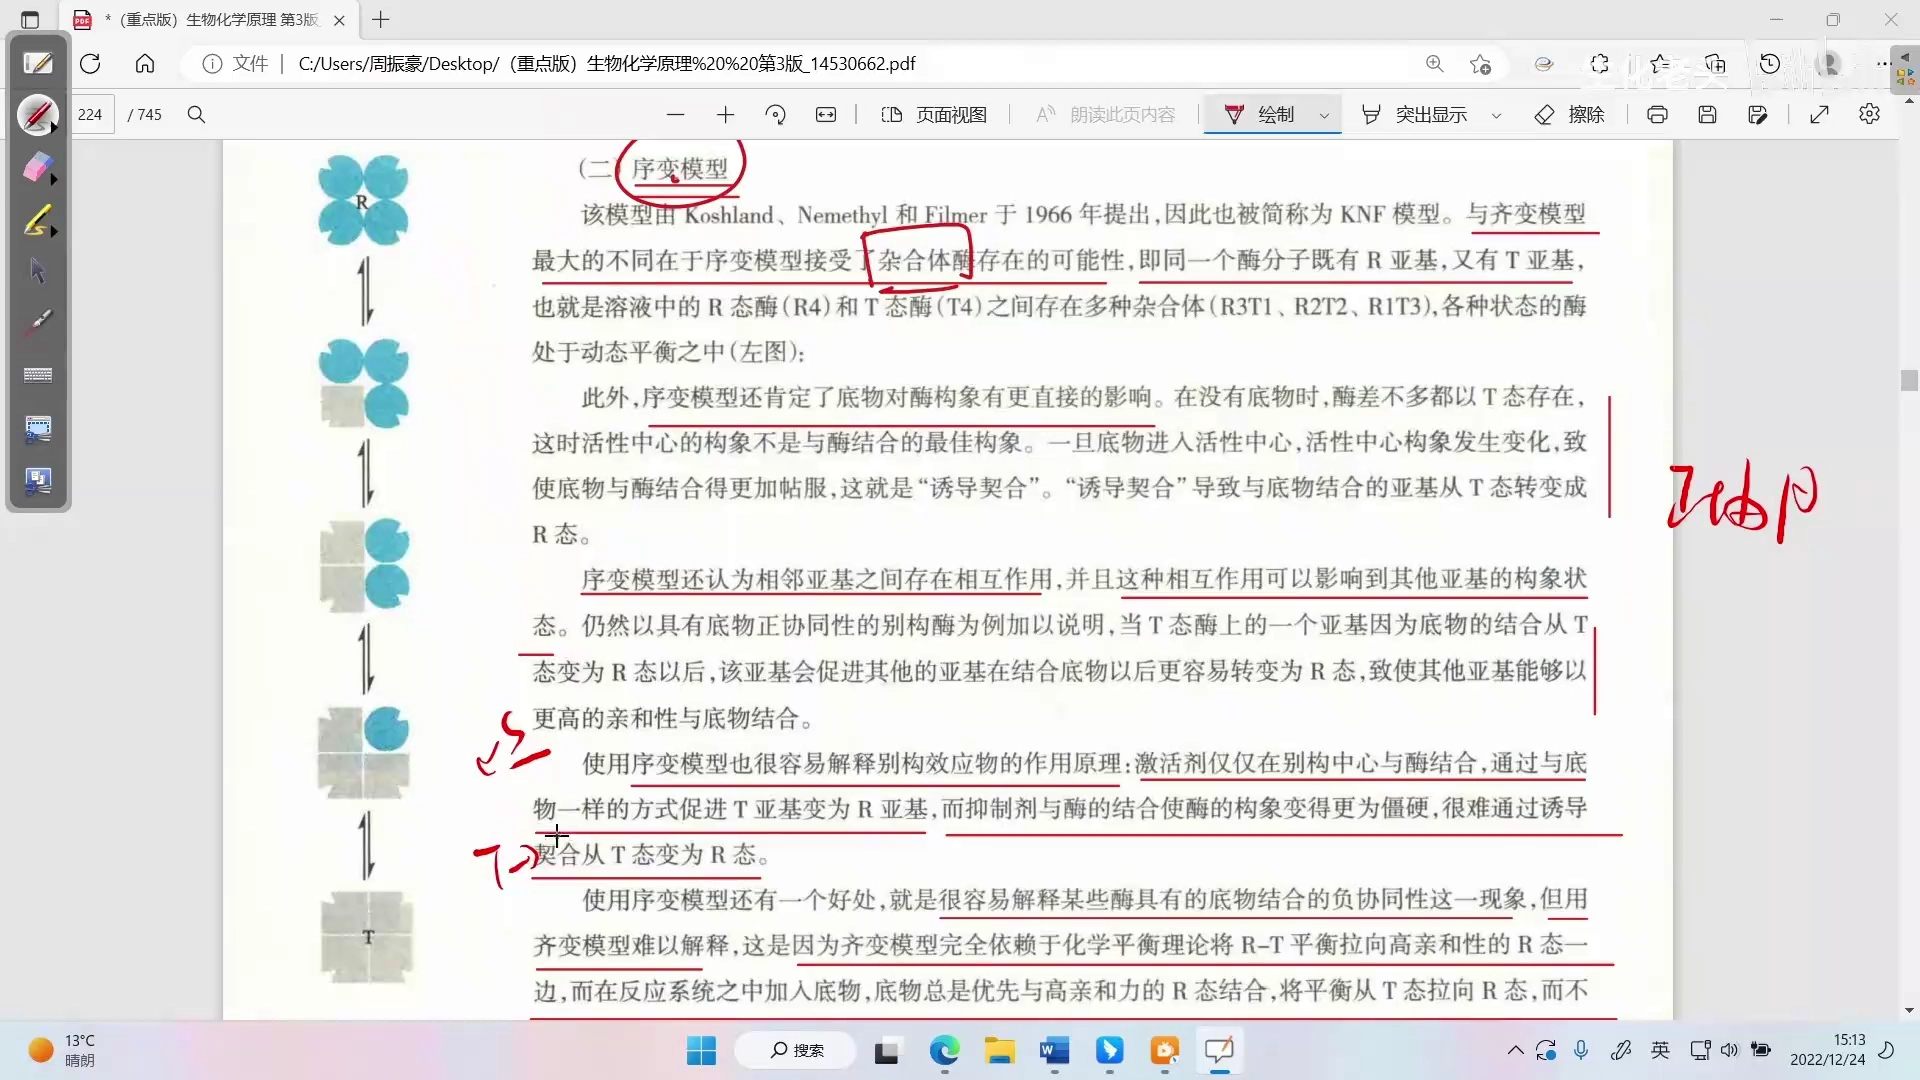 *（重点版）生物化学原理 第3版
文件
C:/Users/周振豪/Desktop/（重点版）生物化学原理%20%20第3版_14530662.pdf
224 / 745
页面视图
朗读此页内容
绘制
突出显示
擦除
（二）序变模型
该模型由 Koshland、Nemethyl 和 Filmer 于 1966 年提出，因此也被简称为 KNF 模型。与齐变模型
最大的不同在于序变模型接受了杂合体酶存在的可能性，即同一个酶分子既有 R 亚基，又有 T 亚基，
也就是溶液中的 R 态酶（R4）和 T 态酶（T4）之间存在多种杂合体（R3T1、R2T2、R1T3），各种状态的酶
处于动态平衡之中（左图）：
此外，序变模型还肯定了底物对酶构象有更直接的影响。在没有底物时，酶差不多都以 T 态存在，
这时活性中心的构象不是与酶结合的最佳构象。一旦底物进入活性中心，活性中心构象发生变化，致
使底物与酶结合得更加帖服，这就是“诱导契合”。“诱导契合”导致与底物结合的亚基从 T 态转变成
R 态。
序变模型还认为相邻亚基之间存在相互作用，并且这种相互作用可以影响到其他亚基的构象状
态。仍然以具有底物正协同性的别构酶为例加以说明，当 T 态酶上的一个亚基因为底物的结合从 T
态变为 R 态以后，该亚基会促进其他的亚基在结合底物以后更容易转变为 R 态，致使其他亚基能够以
更高的亲和性与底物结合。
使用序变模型也很容易解释别构效应物的作用原理：激活剂仅仅在别构中心与酶结合，通过与底
物一样的方式促进 T 亚基变为 R 亚基，而抑制剂与酶的结合使酶的构象变得更为僵硬，很难通过诱导
契合从 T 态变为 R 态。
使用序变模型还有一个好处，就是很容易解释某些酶具有的底物结合的负协同性这一现象，但用
齐变模型难以解释，这是因为齐变模型完全依赖于化学平衡理论将 R-T 平衡拉向高亲和性的 R 态一
边，而在反应系统之中加入底物，底物总是优先与高亲和力的 R 态结合，将平衡从 T 态拉向 R 态，而不
R
T
13°C
晴朗
搜索
英
15:13
2022/12/24